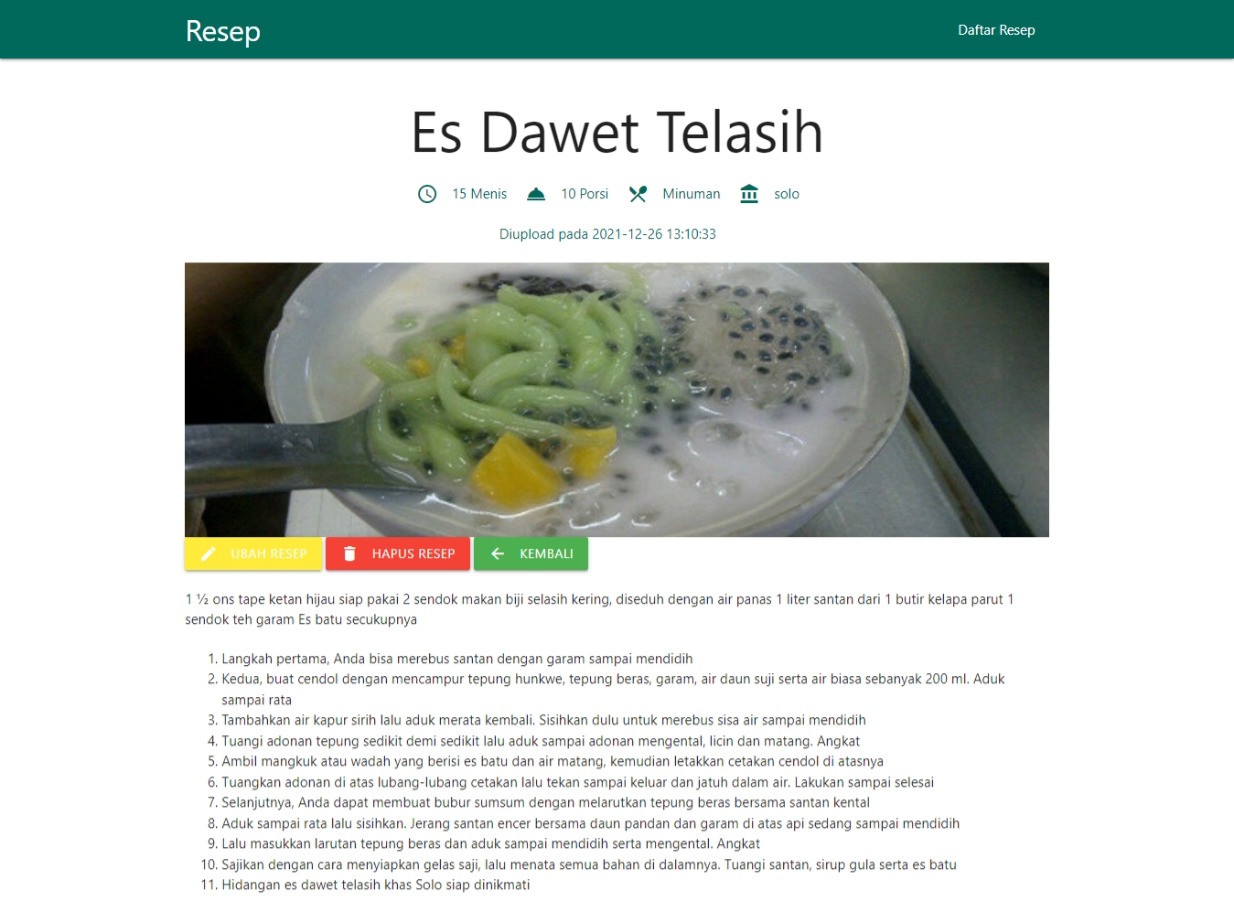 Resep
Daftar Resep
Es Dawet Telasih
15 Menis 10 Porsi Minuman solo
Diupload pada 2021-12-26 13:10:33
UBAH RESEP HAPUS RESEP KEMBALI
1 ½ ons tape ketan hijau siap pakai 2 sendok makan biji selasih kering, diseduh dengan air panas 1 liter santan dari 1 butir kelapa parut 1
sendok teh garam Es batu secukupnya
1. Langkah pertama, Anda bisa merebus santan dengan garam sampai mendidih
2. Kedua, buat cendol dengan mencampur tepung hunkwe, tepung beras, garam, air daun suji serta air biasa sebanyak 200 ml. Aduk
sampai rata
3. Tambahkan air kapur sirih lalu aduk merata kembali. Sisihkan dulu untuk merebus sisa air sampai mendidih
4. Tuangi adonan tepung sedikit demi sedikit lalu aduk sampai adonan mengental, licin dan matang. Angkat
5. Ambil mangkuk atau wadah yang berisi es batu dan air matang, kemudian letakkan cetakan cendol di atasnya
6. Tuangkan adonan di atas lubang-lubang cetakan lalu tekan sampai keluar dan jatuh dalam air. Lakukan sampai selesai
7. Selanjutnya, Anda dapat membuat bubur sumsum dengan melarutkan tepung beras bersama santan kental
8. Aduk sampai rata lalu sisihkan. Jerang santan encer bersama daun pandan dan garam di atas api sedang sampai mendidih
9. Lalu masukkan larutan tepung beras dan aduk sampai mendidih serta mengental. Angkat
10. Sajikan dengan cara menyiapkan gelas saji, lalu menata semua bahan di dalamnya. Tuangi santan, sirup gula serta es batu
11. Hidangan es dawet telasih khas Solo siap dinikmati